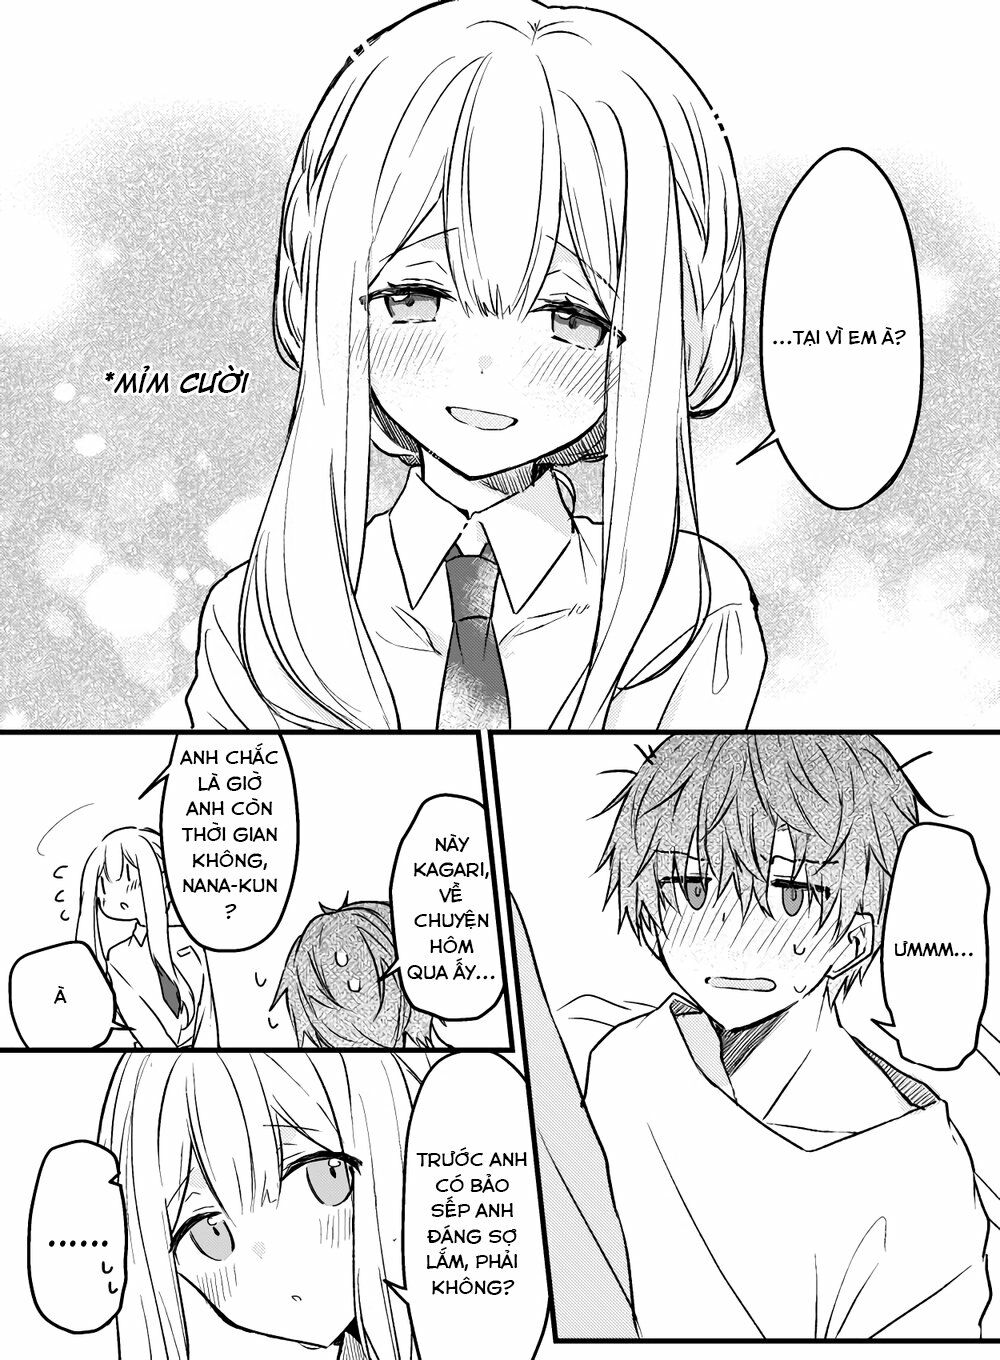 ...TẠI VÌ EM À?
*MỈM CƯỜI
ƯMMM...
NÀY
KAGARI,
VỀ
CHUYỆN
HÔM
QUA ẤY...
ANH CHẮC
LÀ GIỜ
ANH CÒN
THỜI GIAN
KHÔNG,
NANA-KUN
?
À
TRƯỚC ANH
CÓ BẢO
SẾP ANH
ĐÁNG SỢ
LẮM, PHẢI
KHÔNG?
......